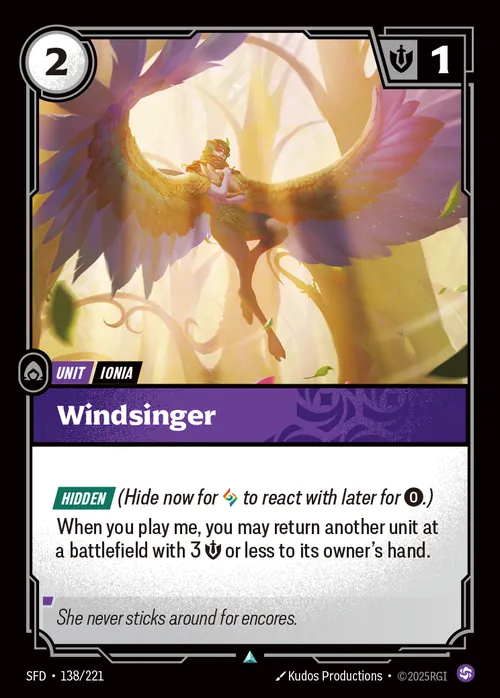 2
1
UNIT IONIA
Windsinger
HIDDEN (Hide now for to react with later for 0.)
When you play me, you may return another unit at
a battlefield with 3 or less to its owner's hand.
She never sticks around for encores.
SFD • 138/221
Kudos Productions • ©2025RGI